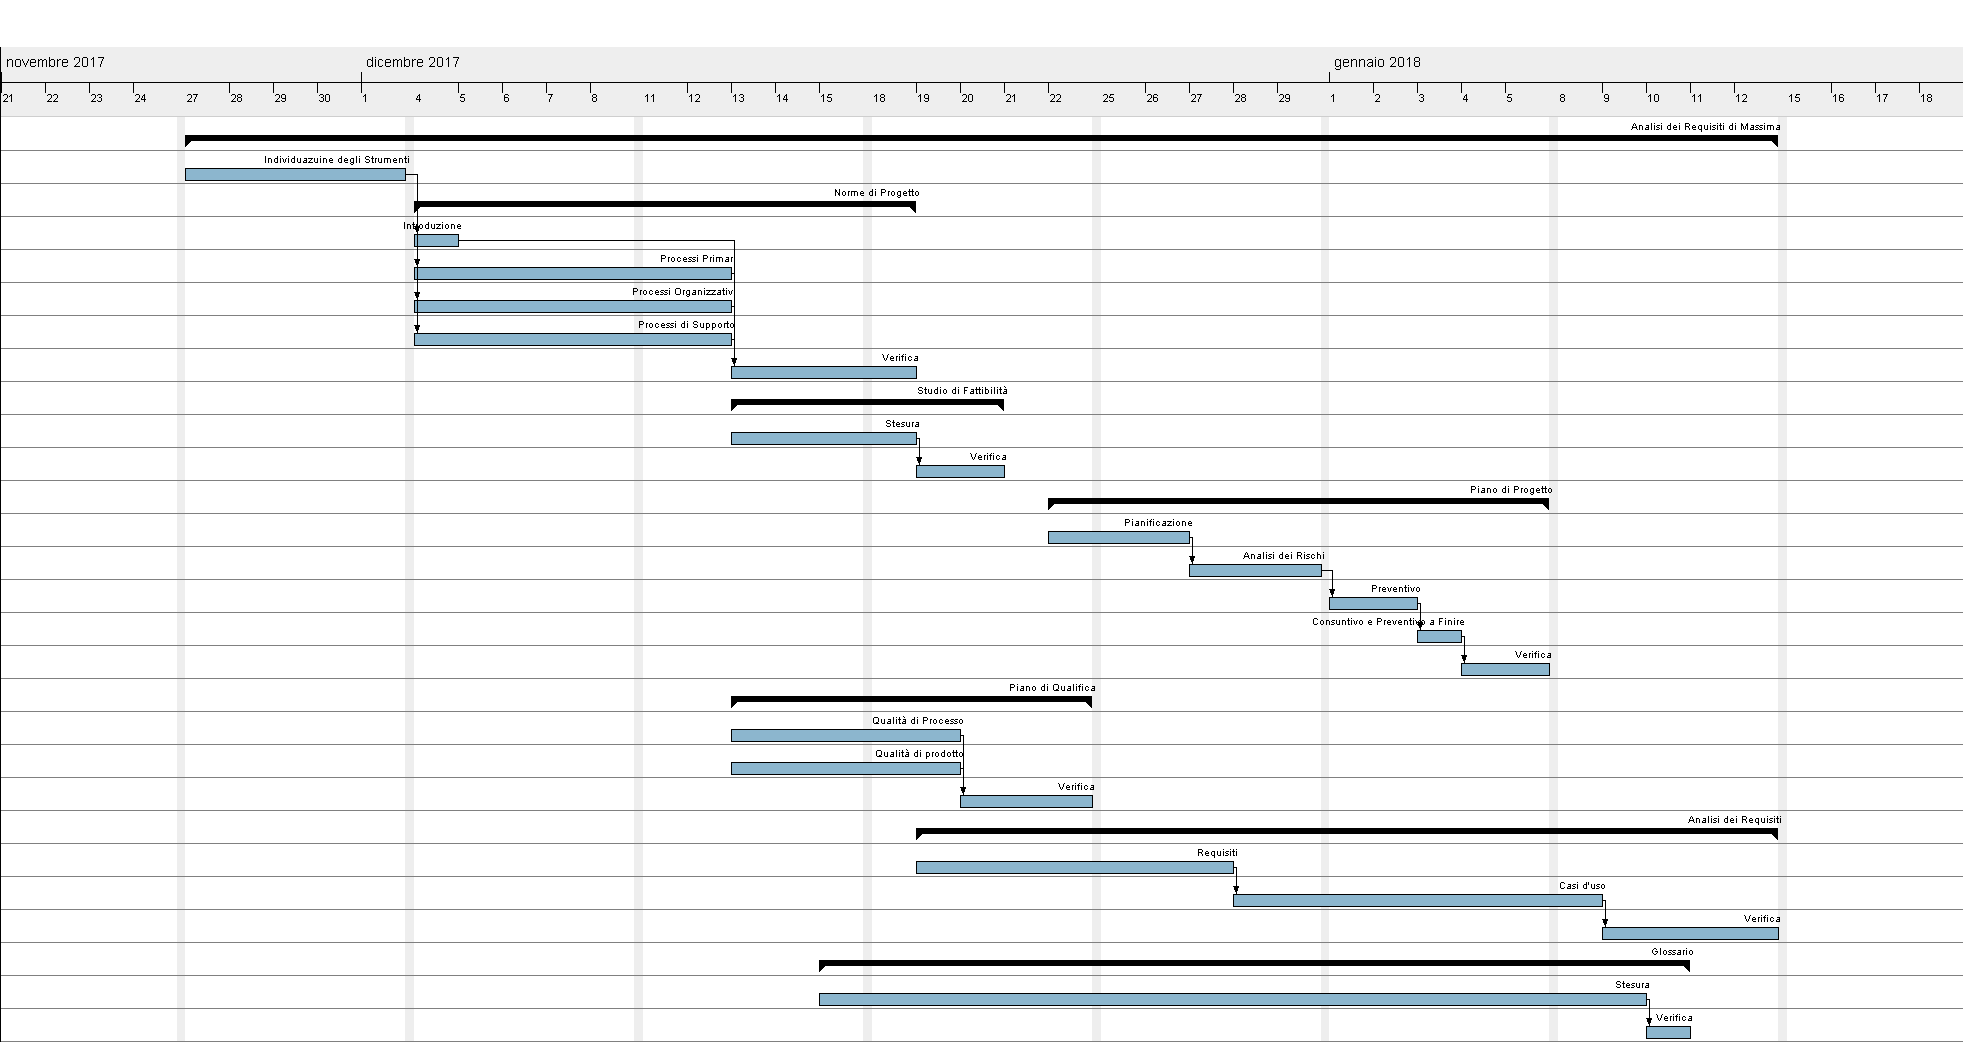 novembre 2017 dicembre 2017 gennaio 2018
21 22 23 24 27 28 29 30 1 4 5 6 7 8 11 12 13 14 15 18 19 20 21 22 25 26 27 28 29 1 2 3 4 5 8 9 10 11 12 15 16 17 18
Analisi dei Requisiti di Massima
Individuazuine degli Strumenti
Norme di Progetto
Introduzione
Processi Primar
Processi Organizzativ
Processi di Supporto
Verifica
Studio di Fattibilità
Stesura
Verifica
Piano di Progetto
Pianificazione
Analisi dei Rischi
Preventivo
Consuntivo e Preventivo a Finire
Verifica
Piano di Qualifica
Qualità di Processo
Qualità di prodotto
Verifica
Analisi dei Requisiti
Requisiti
Casi d'uso
Verifica
Glossario
Stesura
Verifica